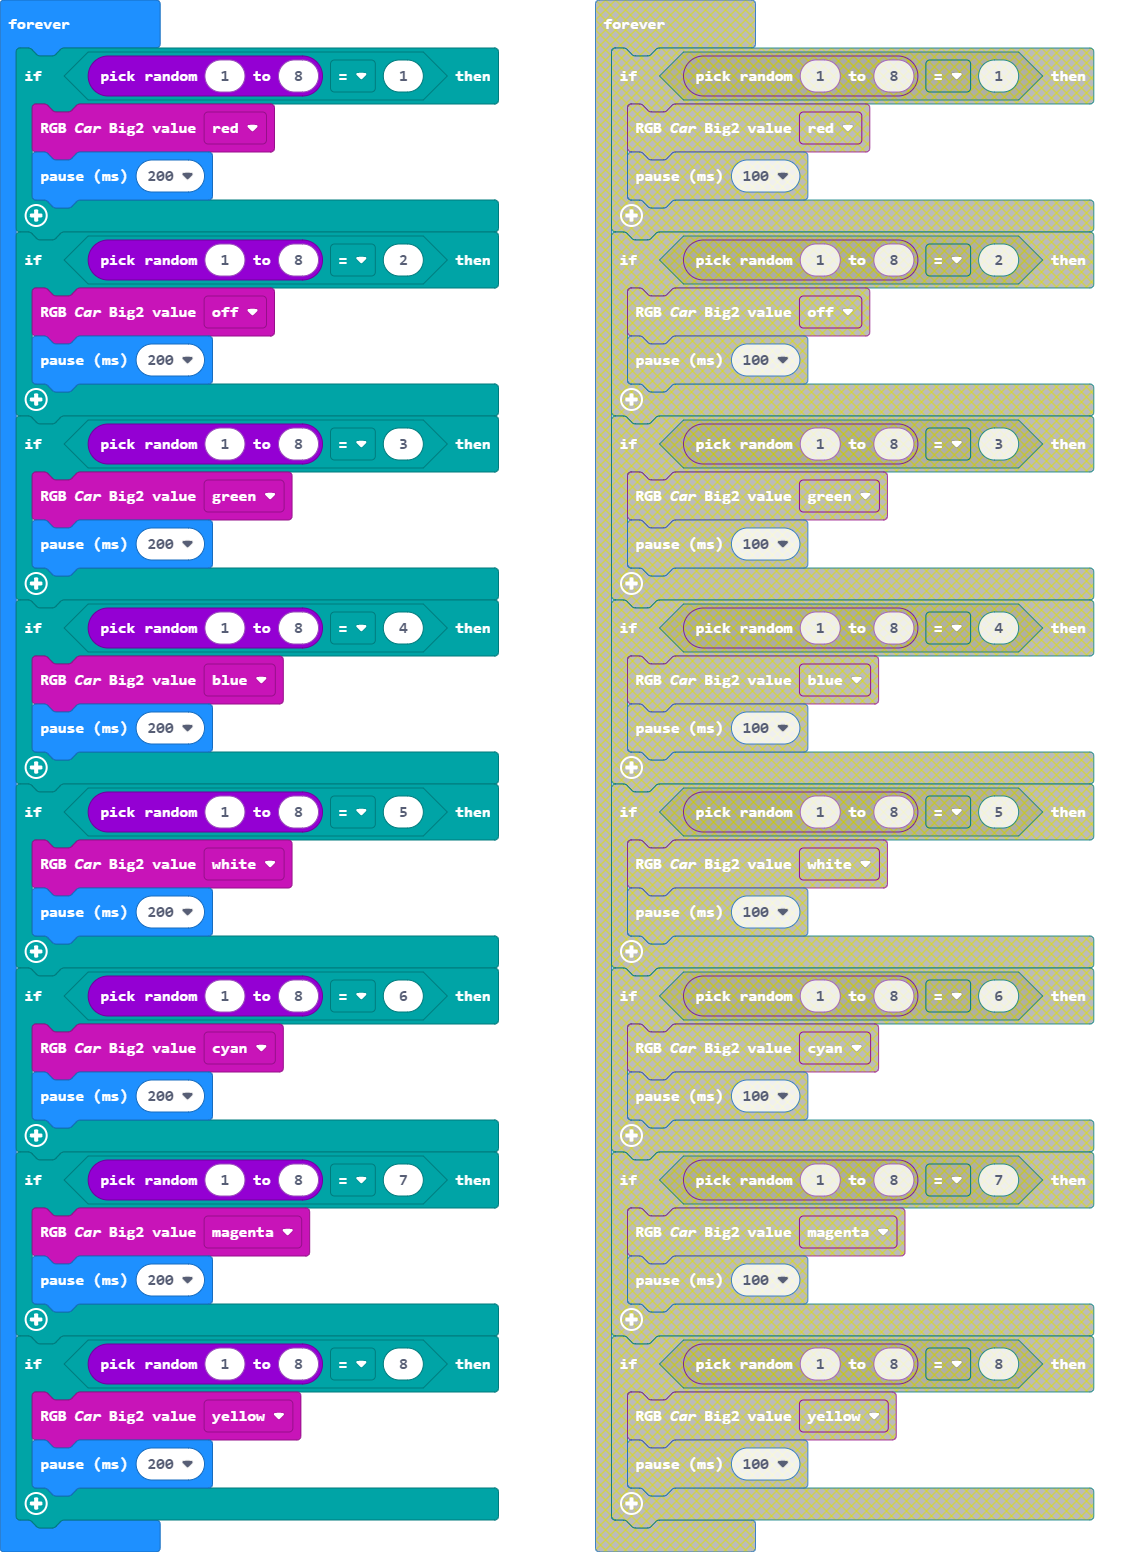 forever
if pick random 1 to 8 = 1 then
RGB Car Big2 value red
pause (ms) 200
if pick random 1 to 8 = 2 then
RGB Car Big2 value off
pause (ms) 200
if pick random 1 to 8 = 3 then
RGB Car Big2 value green
pause (ms) 200
if pick random 1 to 8 = 4 then
RGB Car Big2 value blue
pause (ms) 200
if pick random 1 to 8 = 5 then
RGB Car Big2 value white
pause (ms) 200
if pick random 1 to 8 = 6 then
RGB Car Big2 value cyan
pause (ms) 200
if pick random 1 to 8 = 7 then
RGB Car Big2 value magenta
pause (ms) 200
if pick random 1 to 8 = 8 then
RGB Car Big2 value yellow
pause (ms) 200
forever
if pick random 1 to 8 = 1 then
RGB Car Big2 value red
pause (ms) 100
if pick random 1 to 8 = 2 then
RGB Car Big2 value off
pause (ms) 100
if pick random 1 to 8 = 3 then
RGB Car Big2 value green
pause (ms) 100
if pick random 1 to 8 = 4 then
RGB Car Big2 value blue
pause (ms) 100
if pick random 1 to 8 = 5 then
RGB Car Big2 value white
pause (ms) 100
if pick random 1 to 8 = 6 then
RGB Car Big2 value cyan
pause (ms) 100
if pick random 1 to 8 = 7 then
RGB Car Big2 value magenta
pause (ms) 100
if pick random 1 to 8 = 8 then
RGB Car Big2 value yellow
pause (ms) 100